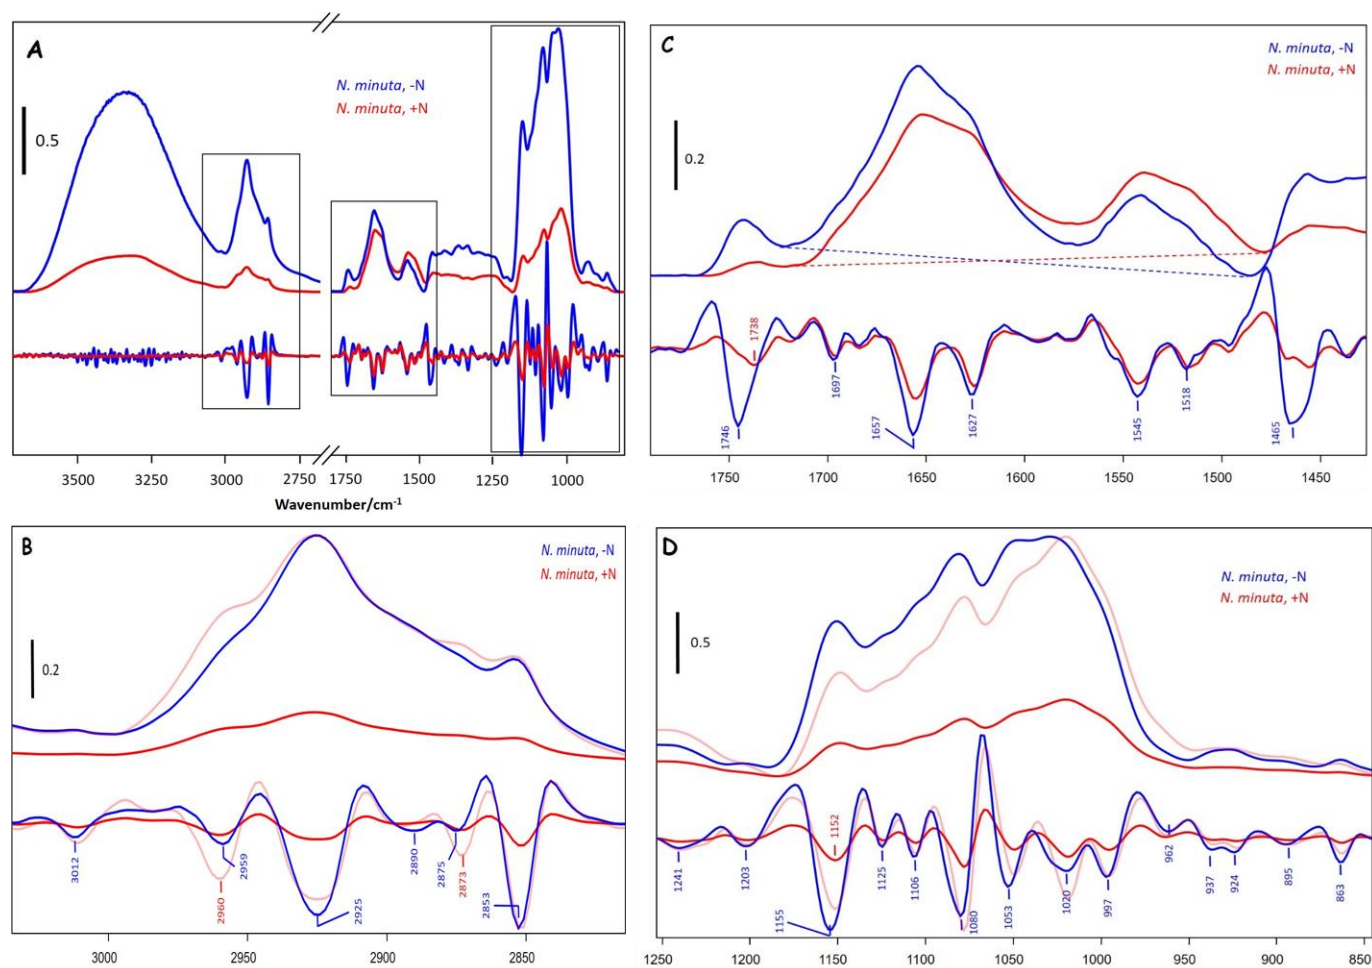 A
N. minuta, -N
N. minuta, +N
0.5
3500 3250 3000 2750 1750 1500 1250 1000
Wavenumber/cm-1
C
N. minuta, -N
N. minuta, +N
0.2
1738
1697
1746
1657
1627
1545
1518
1465
1750 1700 1650 1600 1550 1500 1450
B
N. minuta, -N
N. minuta, +N
0.2
3012
2960
2959
2925
2890
2875
2873
2853
3000 2950 2900 2850
D
N. minuta, -N
N. minuta, +N
0.5
1241
1203
1155
1152
1125
1106
1080
1053
1020
997
962
937
924
895
863
1250 1200 1150 1100 1050 1000 950 900 850